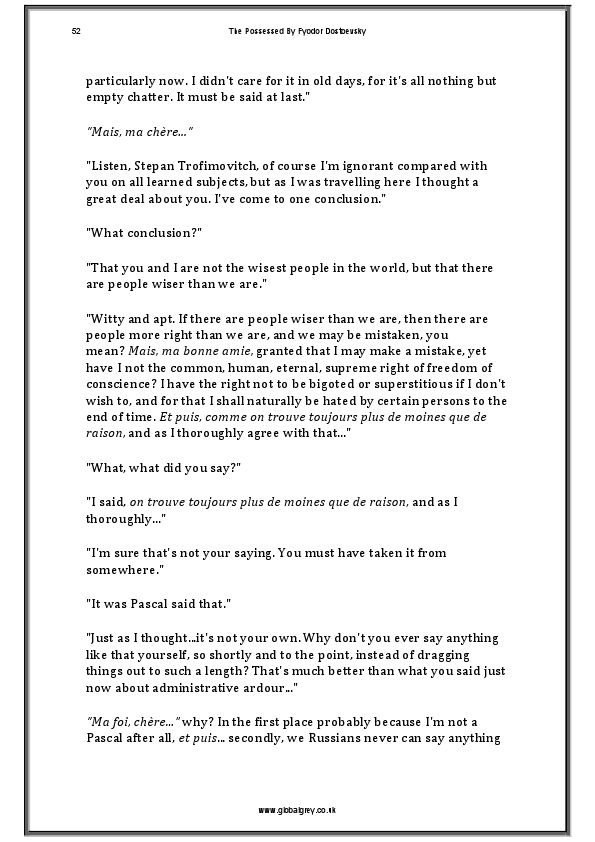 52
The Possessed By Fyodor Dostoevsky
particularly now. I didn't care for it in old days, for it's all nothing but
empty chatter. It must be said at last."
"Mais, ma chère..."
"Listen, Stepan Trofimovitch, of course I'm ignorant compared with
you on all learned subjects, but as I was travelling here I thought a
great deal about you. I've come to one conclusion."
"What conclusion?"
"That you and I are not the wisest people in the world, but that there
are people wiser than we are."
"Witty and apt. If there are people wiser than we are, then there are
people more right than we are, and we may be mistaken, you
mean? Mais, ma bonne amie, granted that I may make a mistake, yet
have I not the common, human, eternal, supreme right of freedom of
conscience? I have the right not to be bigoted or superstitious if I don't
wish to, and for that I shall naturally be hated by certain persons to the
end of time. Et puis, comme on trouve toujours plus de moines que de
raison, and as I thoroughly agree with that..."
"What, what did you say?"
"I said, on trouve toujours plus de moines que de raison, and as I
thoroughly..."
"I'm sure that's not your saying. You must have taken it from
somewhere."
"It was Pascal said that."
"Just as I thought...it's not your own. Why don't you ever say anything
like that yourself, so shortly and to the point, instead of dragging
things out to such a length? That's much better than what you said just
now about administrative ardour..."
"Ma foi, chère..." why? In the first place probably because I'm not a
Pascal after all, et puis... secondly, we Russians never can say anything
www.globalgrey.co.uk